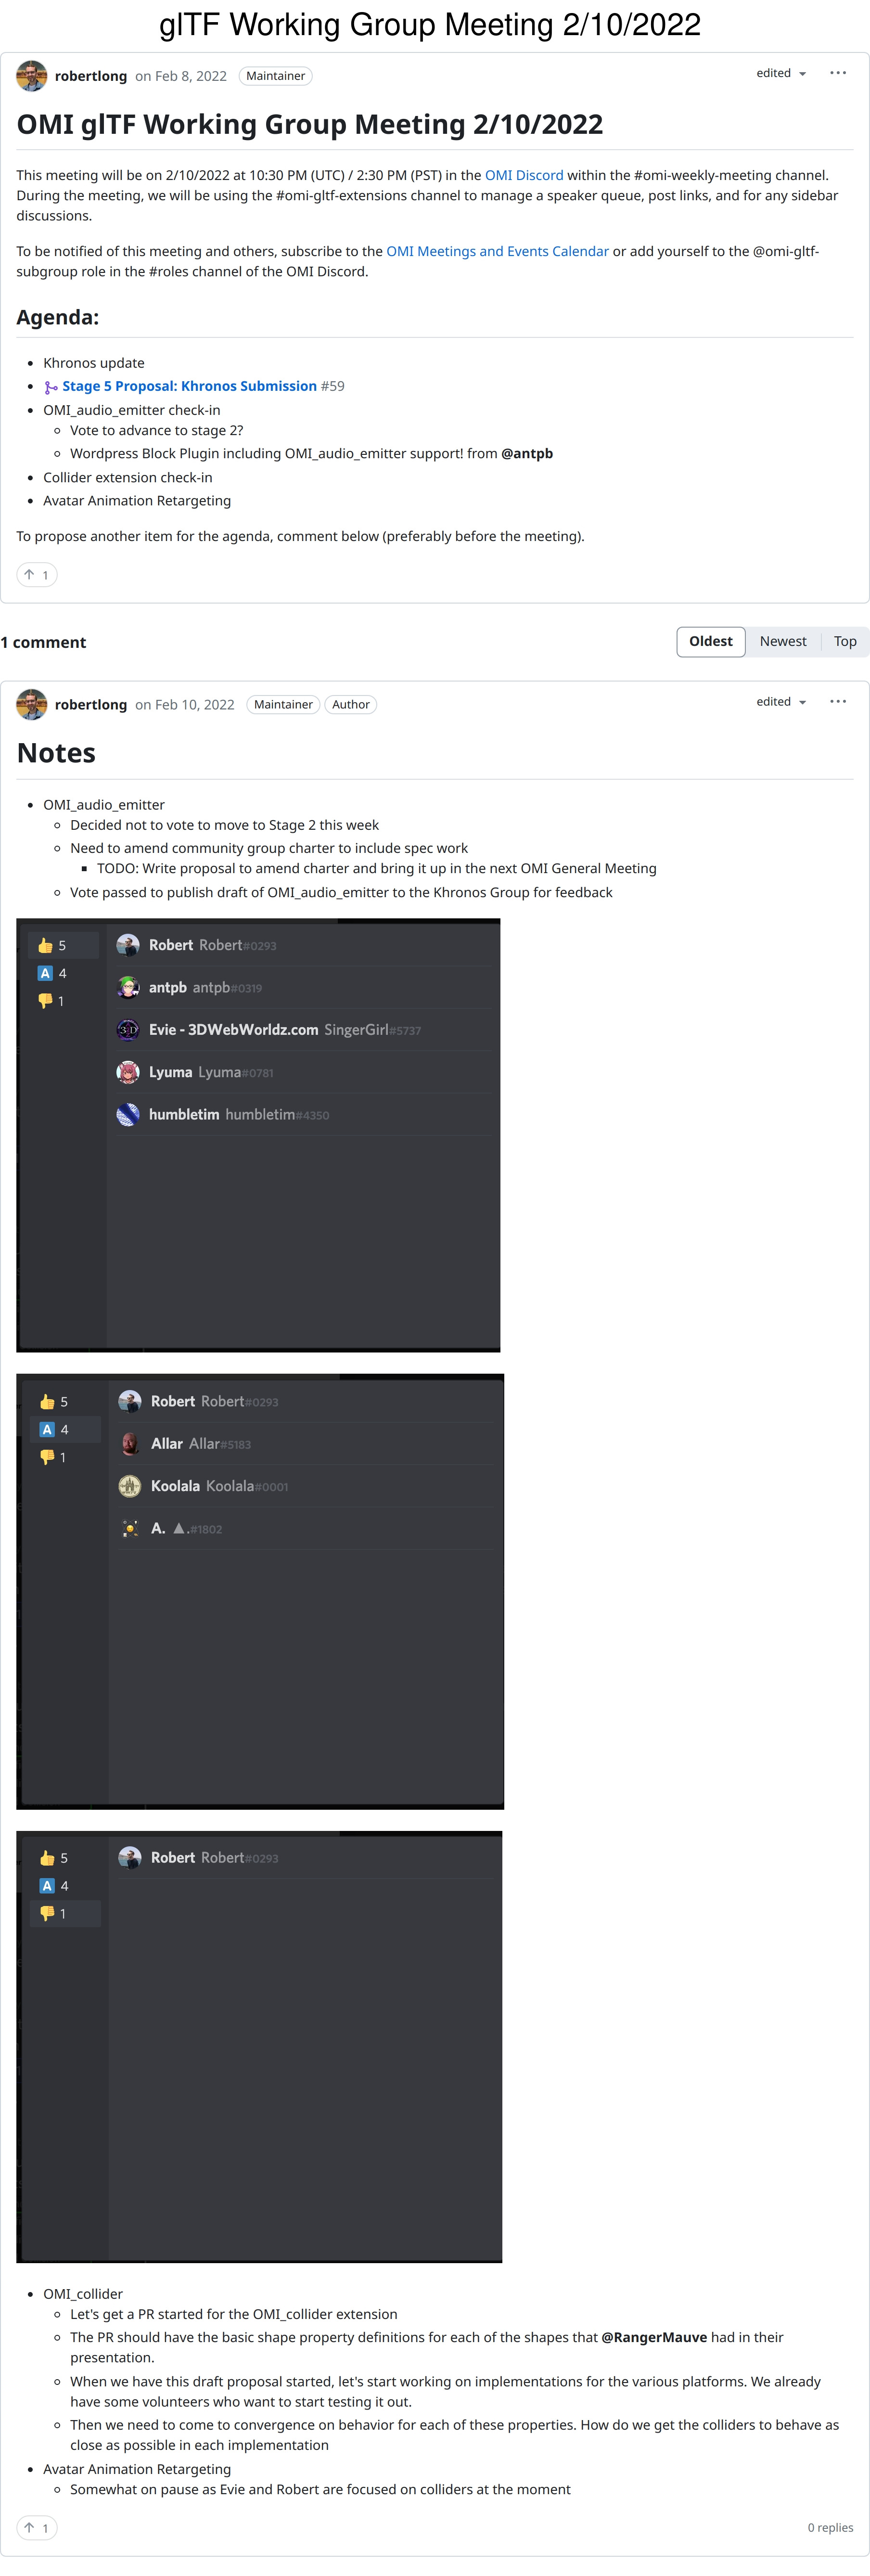 glTF Working Group Meeting 2/10/2022
robertlong on Feb 8, 2022 Maintainer edited
OMI glTF Working Group Meeting 2/10/2022
This meeting will be on 2/10/2022 at 10:30 PM (UTC) / 2:30 PM (PST) in the OMI Discord within the #omi-weekly-meeting channel.
During the meeting, we will be using the #omi-gltf-extensions channel to manage a speaker queue, post links, and for any sidebar
discussions.
To be notified of this meeting and others, subscribe to the OMI Meetings and Events Calendar or add yourself to the @omi-gltf-
subgroup role in the #roles channel of the OMI Discord.
Agenda:
Khronos update
Stage 5 Proposal: Khronos Submission #59
OMI_audio_emitter check-in
Vote to advance to stage 2?
Wordpress Block Plugin including OMI_audio_emitter support! from @antpb
Collider extension check-in
Avatar Animation Retargeting
To propose another item for the agenda, comment below (preferably before the meeting).
1
1 comment Oldest Newest Top
robertlong on Feb 10, 2022 Maintainer Author edited
Notes
OMI_audio_emitter
Decided not to vote to move to Stage 2 this week
Need to amend community group charter to include spec work
TODO: Write proposal to amend charter and bring it up in the next OMI General Meeting
Vote passed to publish draft of OMI_audio_emitter to the Khronos Group for feedback
👍 5 Robert Robert#0293
A 4 antpb antpb#0319
👎 1 Evie - 3DWebWorldz.com SingerGirl#5737
Lyuma Lyuma#0781
humbletim humbletim#4350
👍 5 Robert Robert#0293
A 4 Allar Allar#5183
👎 1 Koolala Koolala#0001
A. ▲.#1802
👍 5 Robert Robert#0293
A 4
👎 1
OMI_collider
Let's get a PR started for the OMI_collider extension
The PR should have the basic shape property definitions for each of the shapes that @RangerMauve had in their
presentation.
When we have this draft proposal started, let's start working on implementations for the various platforms. We already
have some volunteers who want to start testing it out.
Then we need to come to convergence on behavior for each of these properties. How do we get the colliders to behave as
close as possible in each implementation
Avatar Animation Retargeting
Somewhat on pause as Evie and Robert are focused on colliders at the moment
1 0 replies